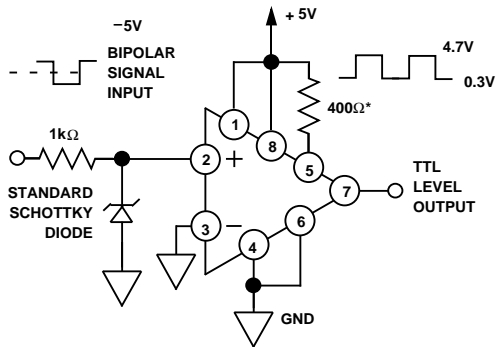 −5V
BIPOLAR
SIGNAL
INPUT
+ 5V
4.7V
0.3V
400Ω*
1kΩ
1
8
2
+
5
7
TTL
LEVEL
OUTPUT
STANDARD
SCHOTTKY
DIODE
3
−
6
4
GND